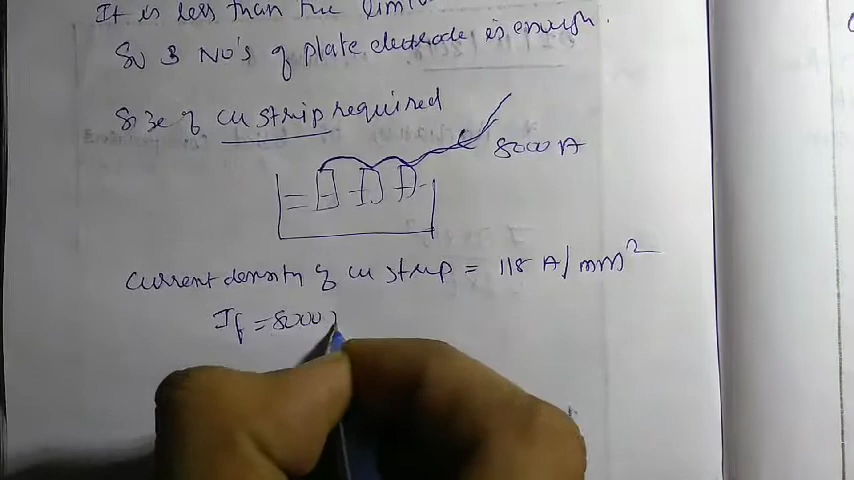 It is less than the limit
So 3 No's of plate electrode is enough.
Size of cu strip required
8000 A
Current density of cu strip = 118 A/mm²
If = 8000